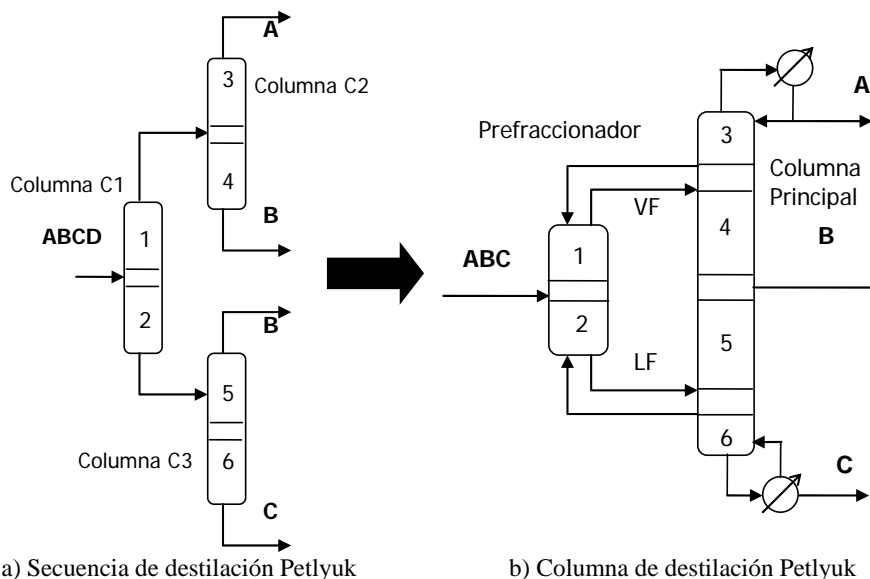 A
3
Columna C2
4
B
Columna C1
ABCD
1
2
B
5
6
Columna C3
C
a) Secuencia de destilación Petlyuk
A
Prefraccionador
3
Columna
Principal
VF
4
B
ABC
1
2
LF
5
6
C
b) Columna de destilación Petlyuk